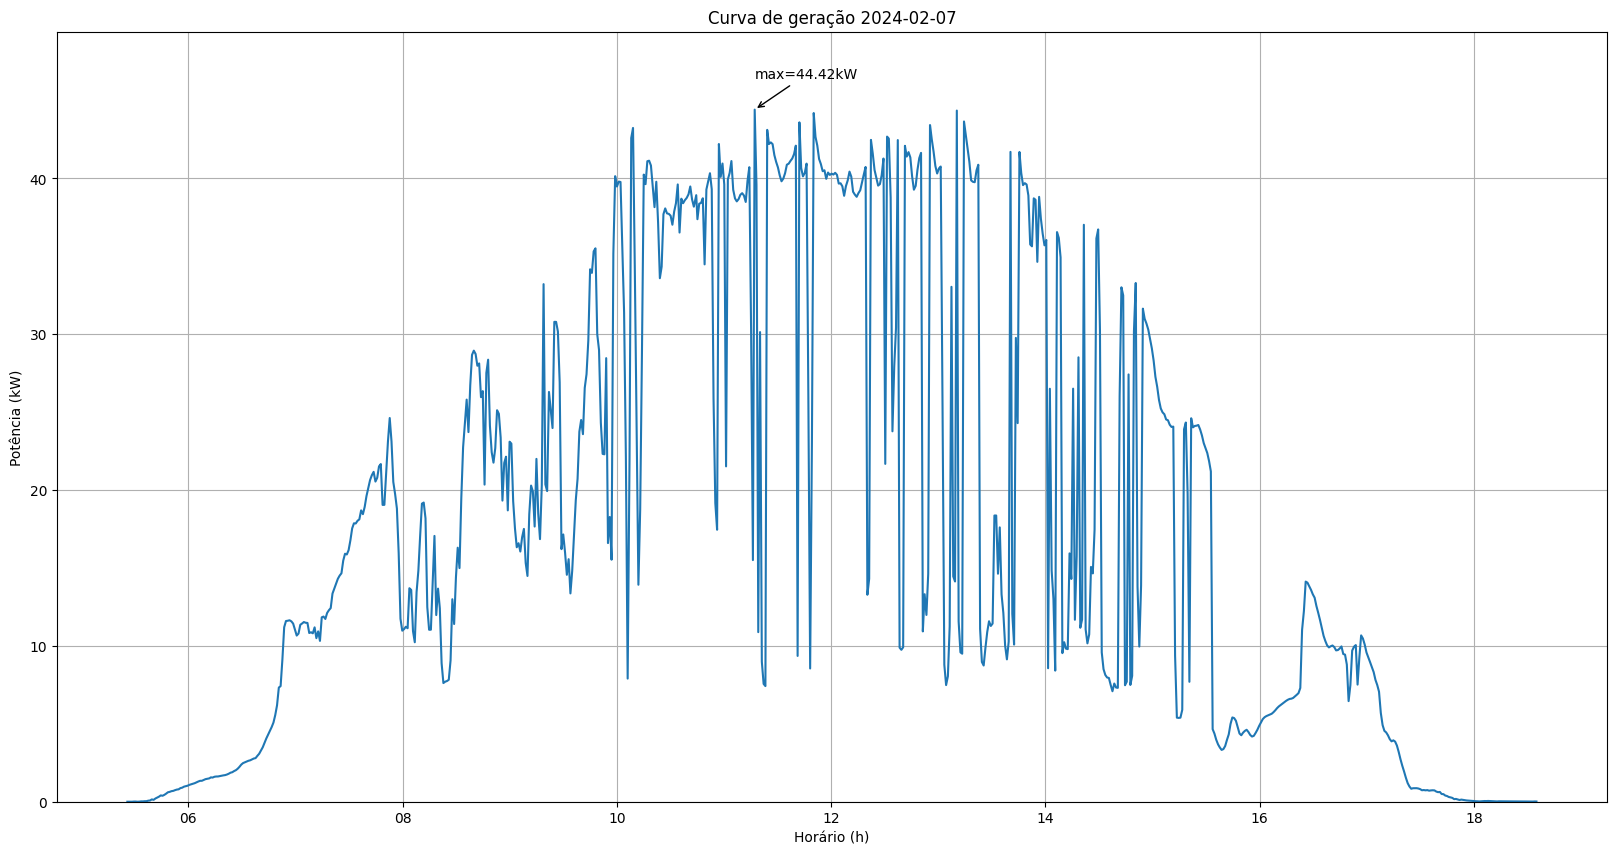 Curva de geração 2024-02-07
max=44.42kW
Potência (kW)
40
30
20
10
0
06 08 10 12 14 16 18
Horário (h)